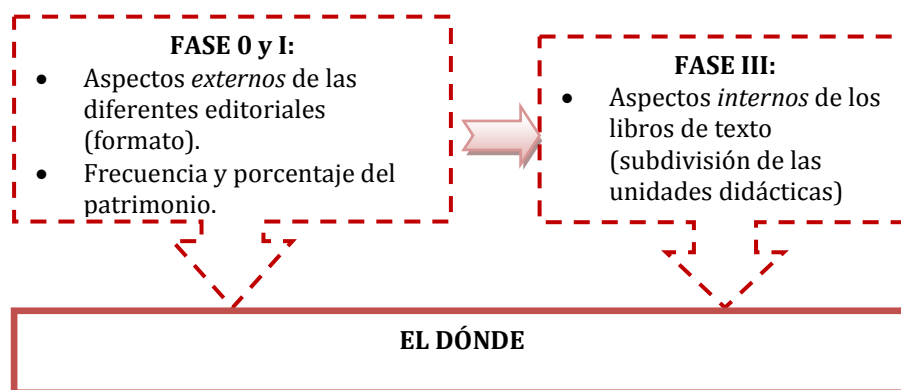 FASE 0 y I:
• Aspectos externos de las
diferentes editoriales
(formato).
• Frecuencia y porcentaje del
patrimonio.
FASE III:
• Aspectos internos de los
libros de texto
(subdivisión de las
unidades didácticas)
EL DÓNDE